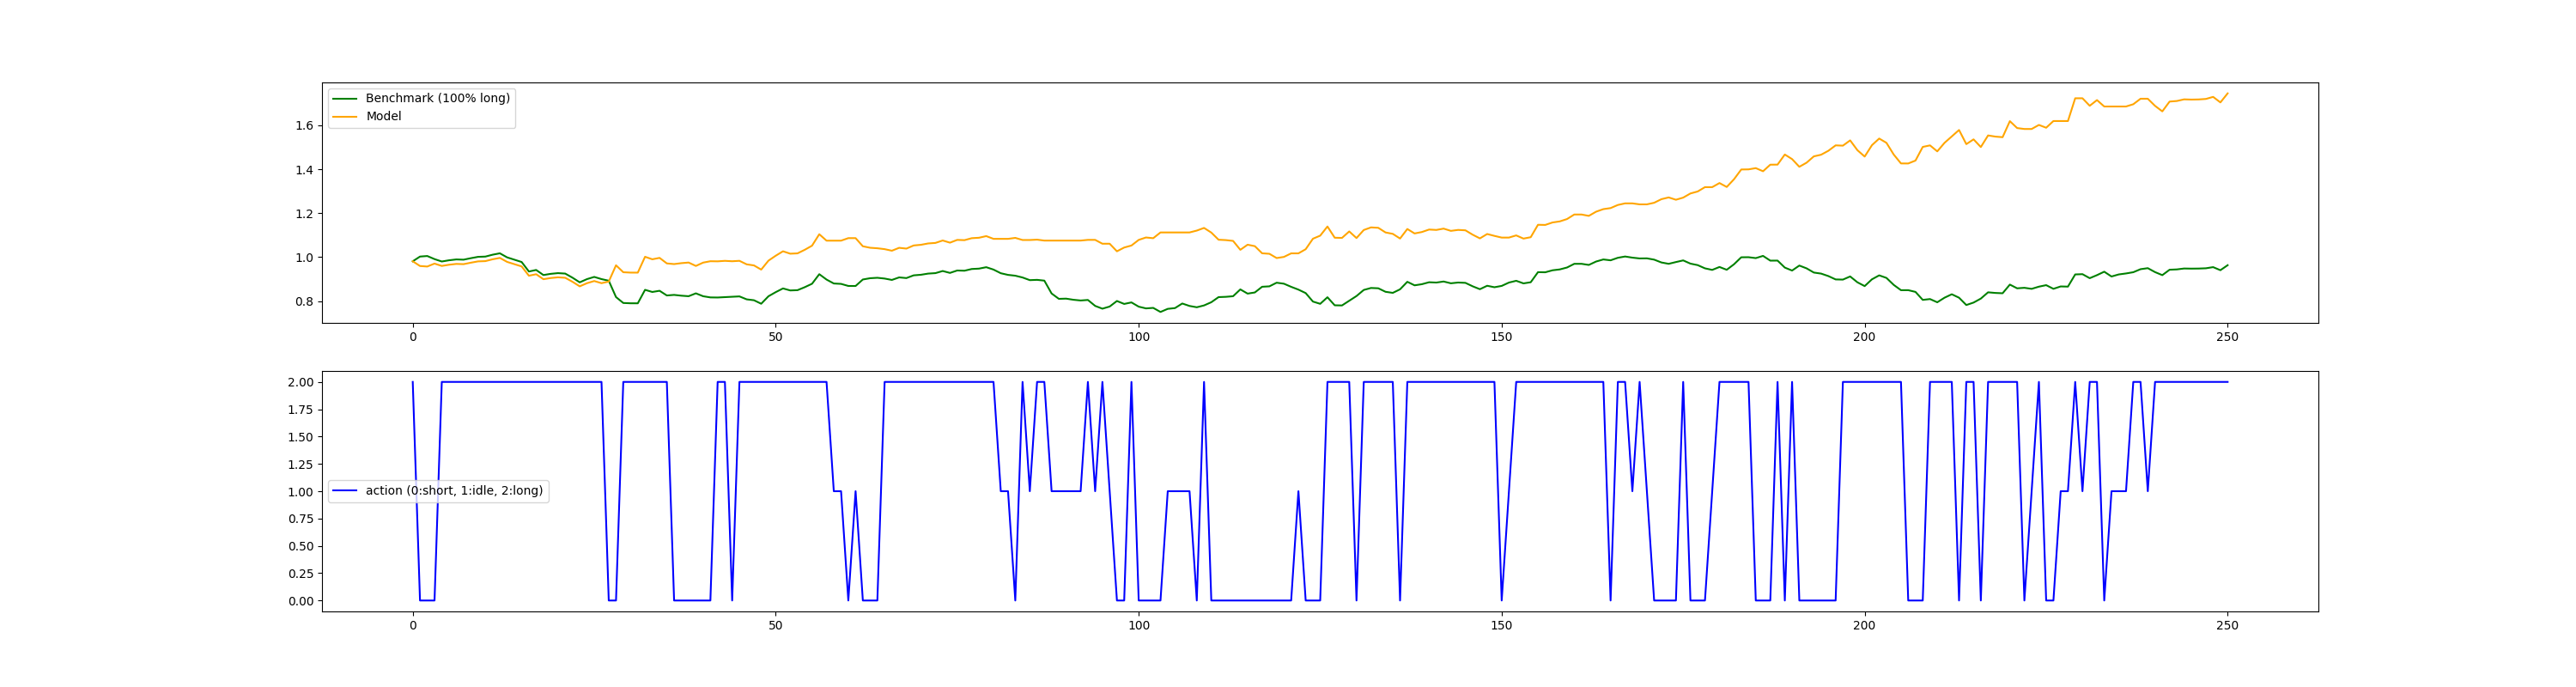 Benchmark (100% long)
Model
1.6
1.4
1.2
1.0
0.8
0 50 100 150 200 250
2.00
1.75
1.50
1.25
1.00
0.75
0.50
0.25
0.00
action (0:short, 1:idle, 2:long)
0 50 100 150 200 250